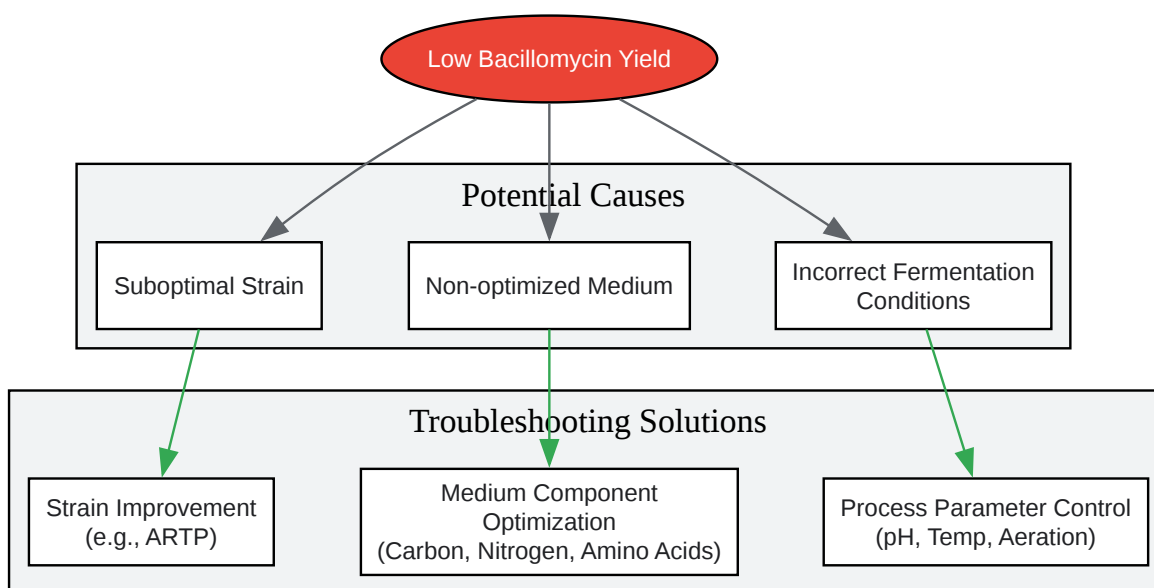 Low Bacillomycin Yield
Potential Causes
Suboptimal Strain
Non-optimized Medium
Incorrect Fermentation
Conditions
Troubleshooting Solutions
Strain Improvement
(e.g., ARTP)
Medium Component
Optimization
(Carbon, Nitrogen, Amino Acids)
Process Parameter Control
(pH, Temp, Aeration)